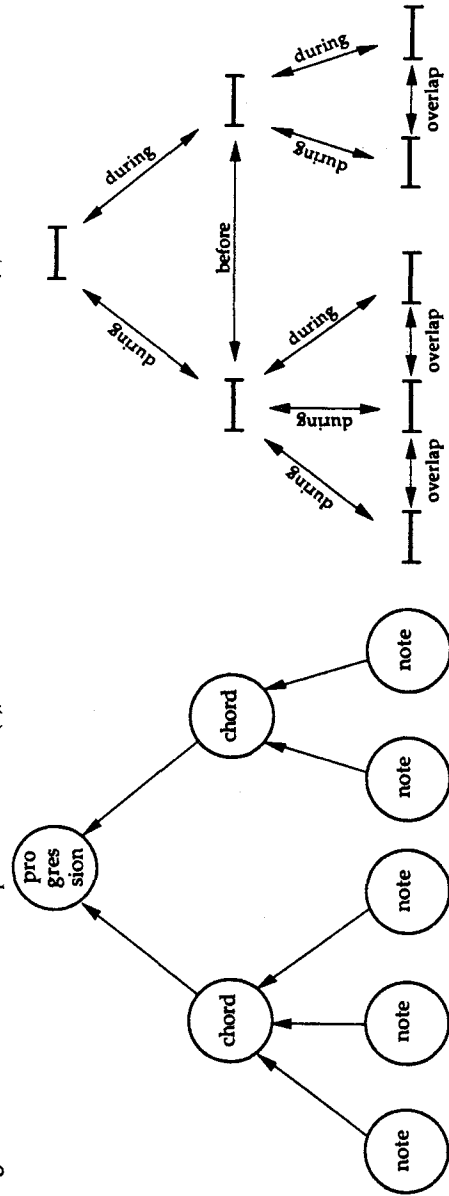 pro
gres
sion
chord
chord
note
note
note
note
note
during
during
before
during
during
during
during
during
overlap
overlap
overlap